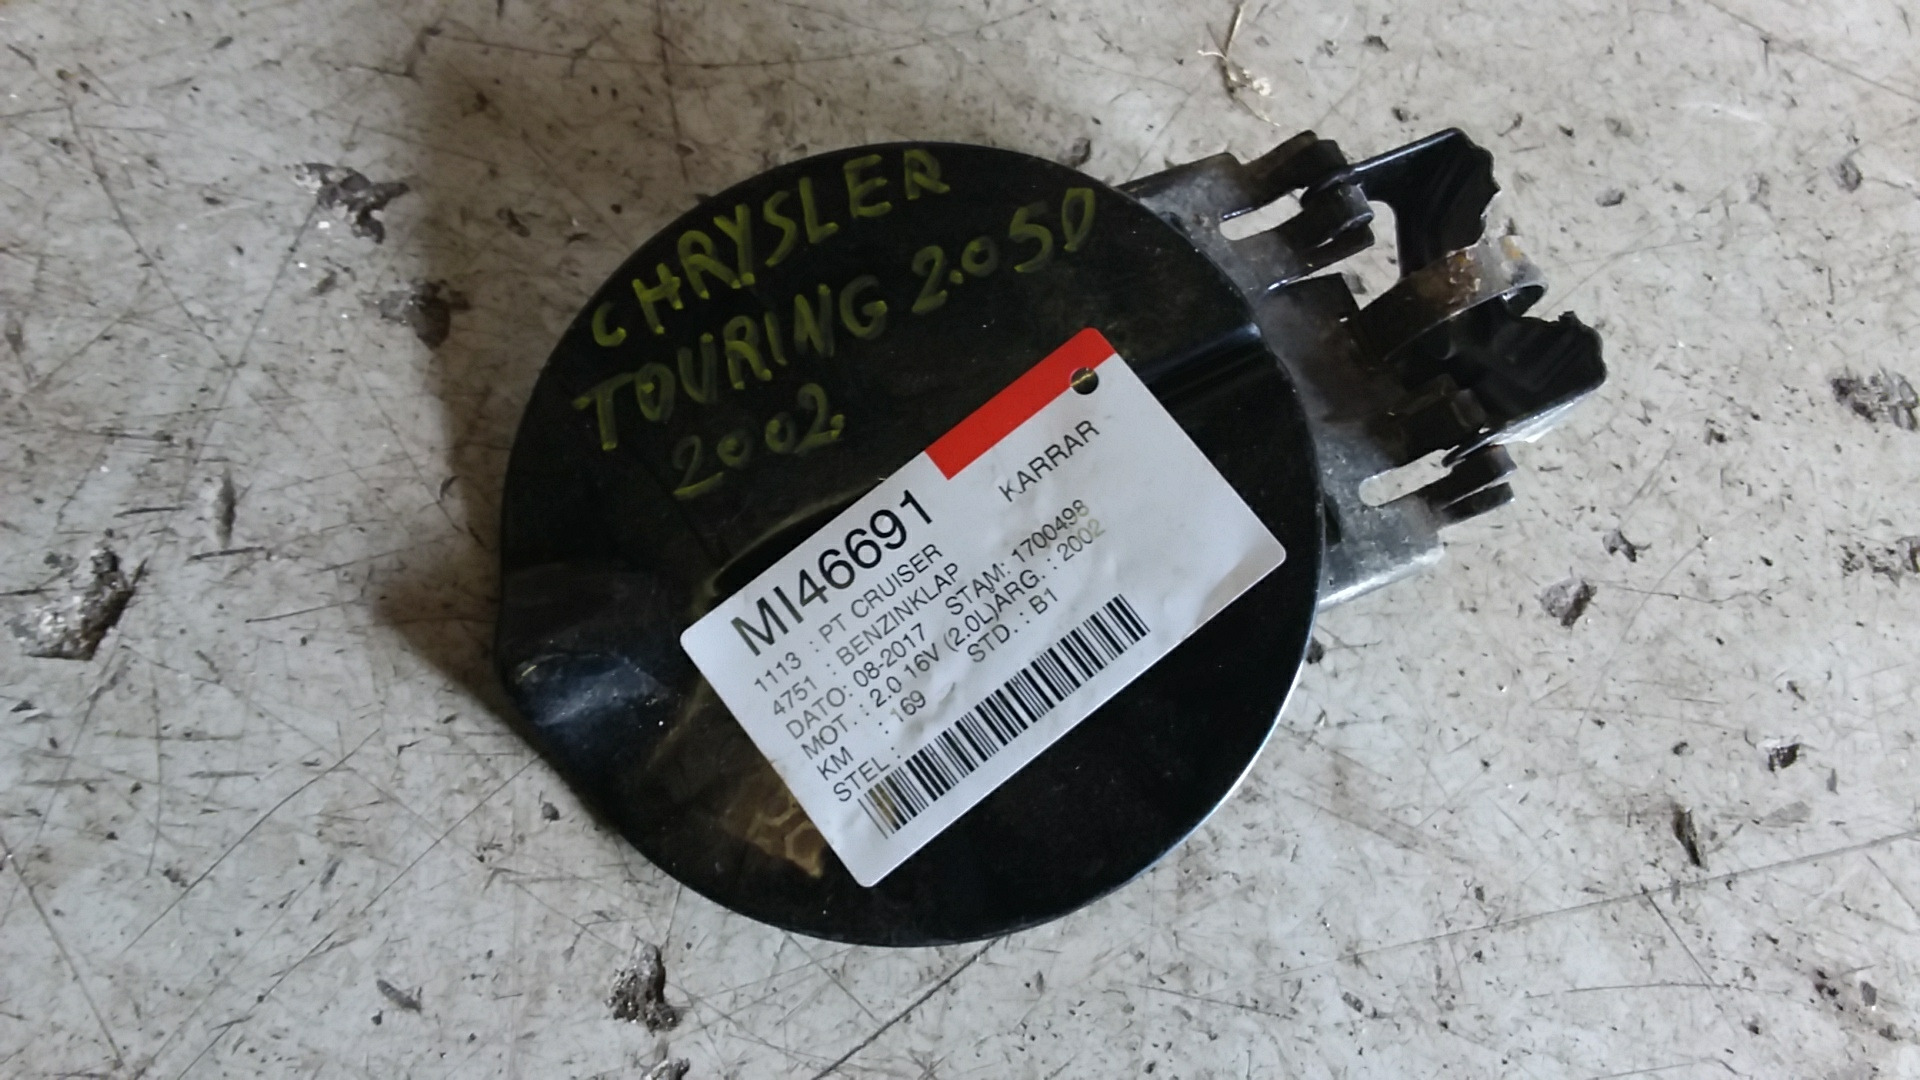 CHRYSLER
TOURING 2.0 5D
2002
KARRAR
MI46691
1113 : PT CRUISER
4751 : BENZINKLAP
DATO: 08-2017 STAM: 1700498
MOT. : 2.0 16V (2.0L)ARG. : 2002
KM : 169 STD. : B1
STEL :